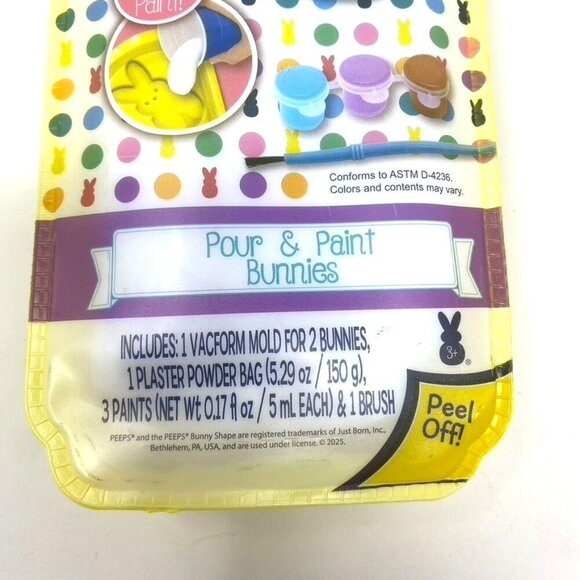 Paint!
Conforms to ASTM D-4236.
Colors and contents may vary.
Pour & Paint
Bunnies
INCLUDES: 1 VACFORM MOLD FOR 2 BUNNIES,
1 PLASTER POWDER BAG (5.29 oz / 150 g),
3 PAINTS (NET Wt 0.17 fl oz / 5 mL EACH) & 1 BRUSH
3+
®
Peel
Off!
PEEPS® and the PEEPS® Bunny Shape are registered trademarks of Just Born, Inc.,
Bethlehem, PA, USA, and are used under license. © 2025.